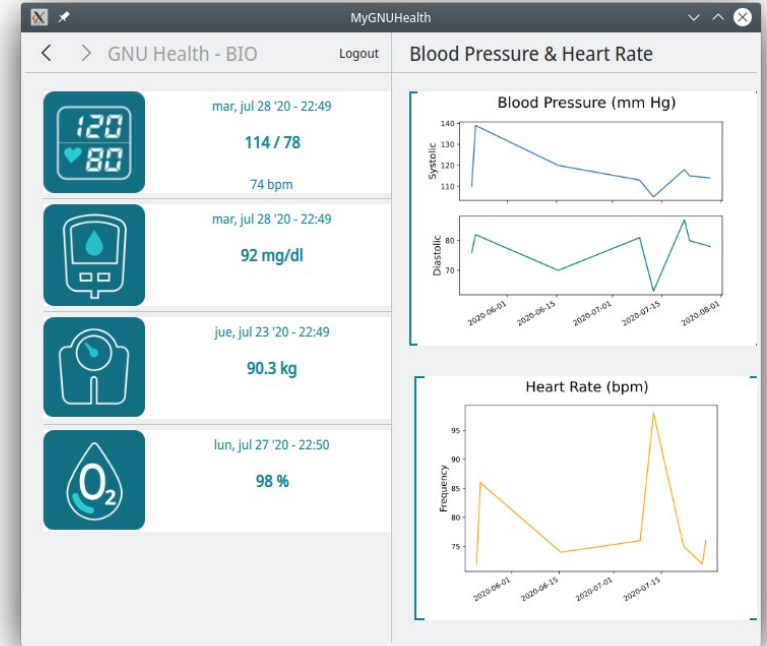 MyGNUHealth
GNU Health - BIO
Logout
120
80
mar, jul 28 '20 - 22:49
114 / 78
74 bpm
mar, jul 28 '20 - 22:49
92 mg/dl
jue, jul 23 '20 - 22:49
90.3 kg
O2
lun, jul 27 '20 - 22:50
98 %
Blood Pressure & Heart Rate
Blood Pressure (mm Hg)
Systolic
140
130
120
110
Diastolic
80
70
2020-06-01
2020-06-15
2020-07-01
2020-07-15
2020-08-01
Heart Rate (bpm)
Frequency
95
90
85
80
75
2020-06-01
2020-06-15
2020-07-01
2020-07-15